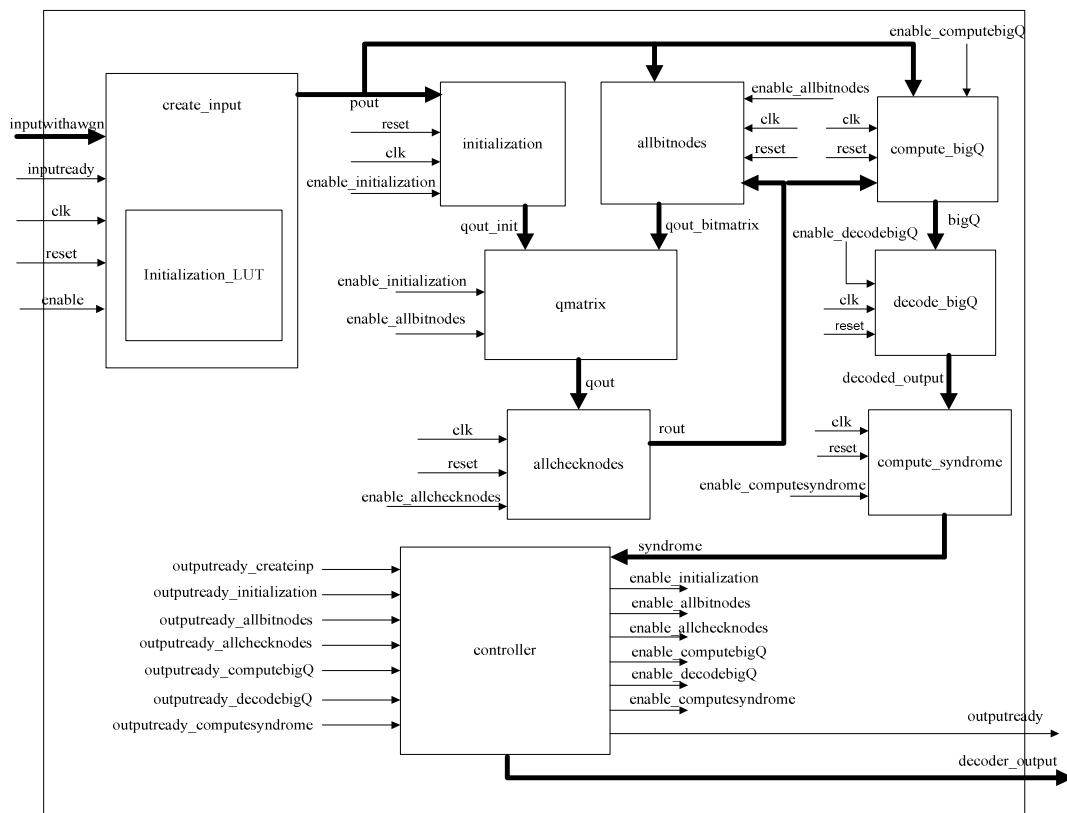 enable_computebigQ
create_input
pout
inputwithawgn
inputready
clk
reset
enable
Initialization_LUT
reset
clk
enable_initialization
initialization
allbitnodes
enable_allbitnodes
clk
reset
clk
reset
compute_bigQ
qout_init
qout_bitmatrix
bigQ
enable_decodebigQ
enable_initialization
enable_allbitnodes
qmatrix
clk
reset
decode_bigQ
qout
decoded_output
clk
reset
enable_allchecknodes
allchecknodes
rout
clk
reset
enable_computesyndrome
compute_syndrome
syndrome
outputready_createinp
outputready_initialization
outputready_allbitnodes
outputready_allchecknodes
outputready_computebigQ
outputready_decodebigQ
outputready_computesyndrome
controller
enable_initialization
enable_allbitnodes
enable_allchecknodes
enable_computebigQ
enable_decodebigQ
enable_computesyndrome
outputready
decoder_output